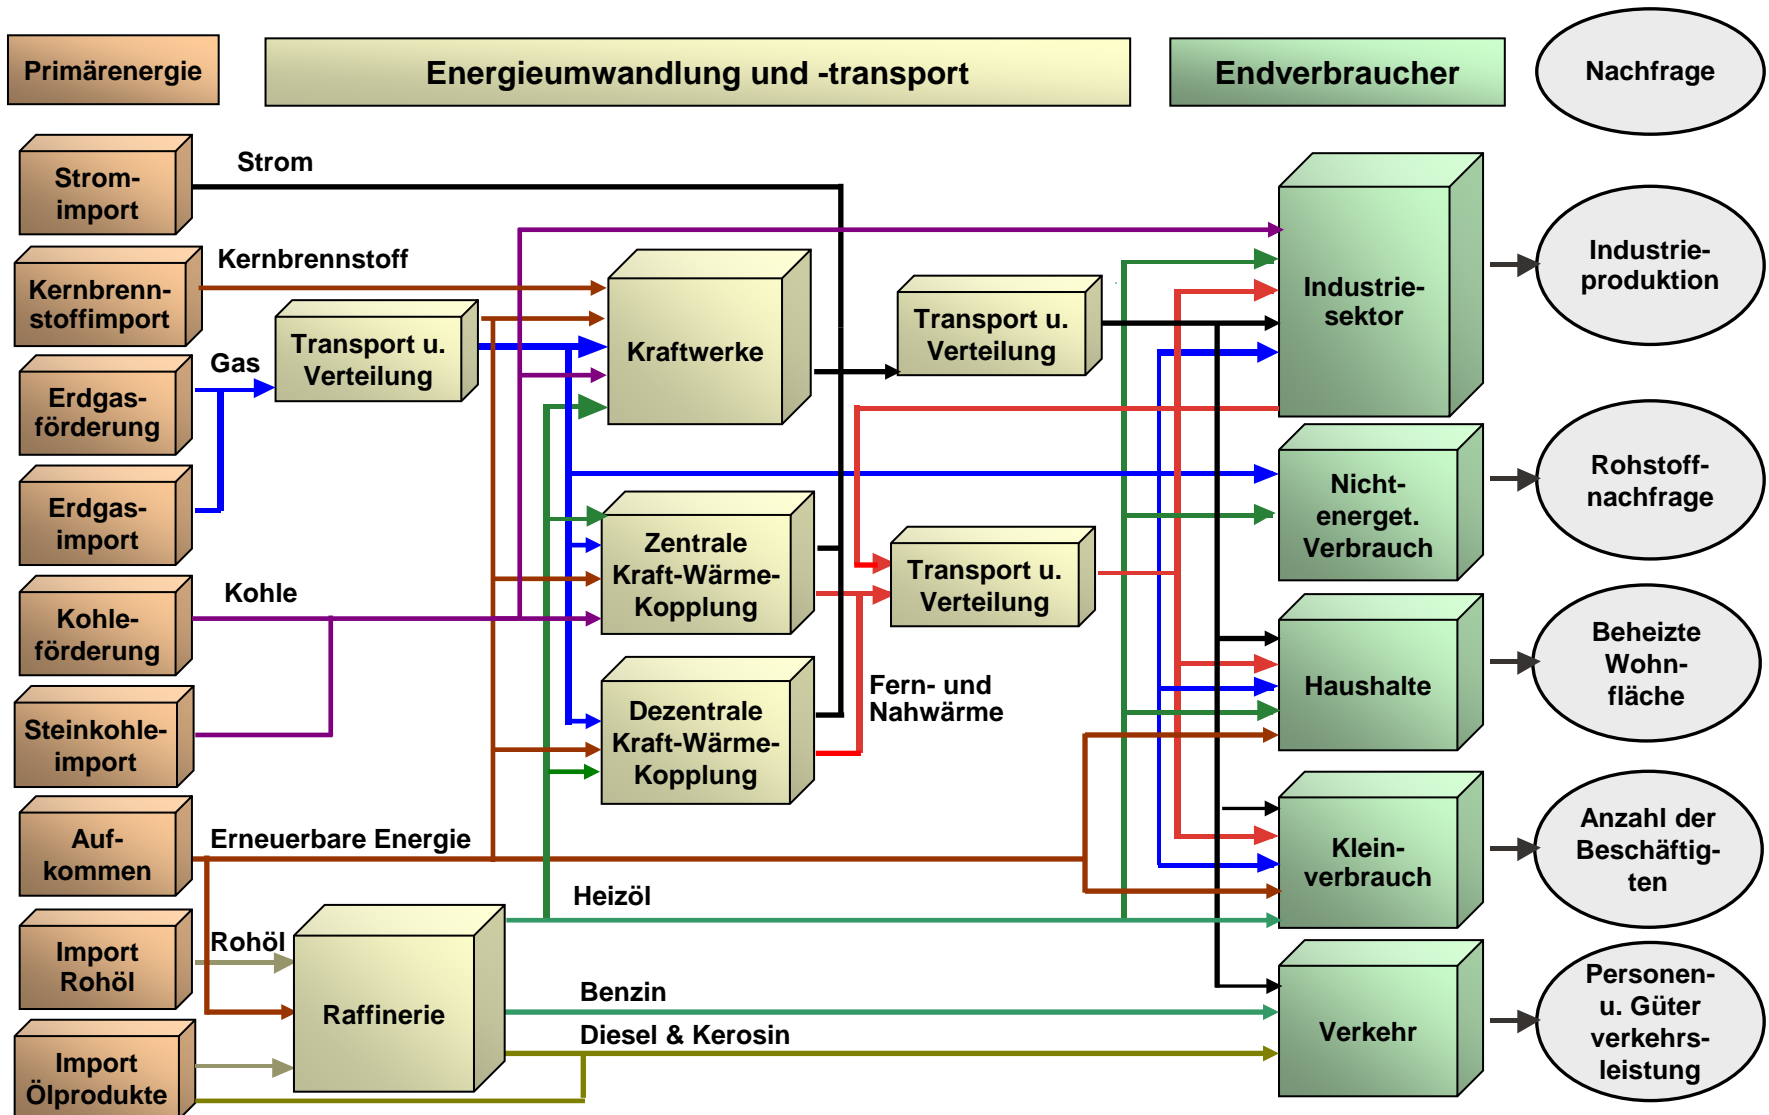 Primärenergie
Energieumwandlung und -transport
Endverbraucher
Nachfrage
Strom-
import
Strom
Kernbrenn-
stoffimport
Kernbrennstoff
Erdgas-
förderung
Gas
Transport u.
Verteilung
Erdgas-
import
Kohle-
förderung
Kohle
Steinkohle-
import
Auf-
kommen
Erneuerbare Energie
Import
Rohöl
Rohöl
Import
Ölprodukte
Raffinerie
Heizöl
Benzin
Diesel & Kerosin
Kraftwerke
Zentrale
Kraft-Wärme-
Kopplung
Dezentrale
Kraft-Wärme-
Kopplung
Transport u.
Verteilung
Transport u.
Verteilung
Fern- und
Nahwärme
Industrie-
sektor
Nicht-
energet.
Verbrauch
Haushalte
Klein-
verbrauch
Verkehr
Industrie-
produktion
Rohstoff-
nachfrage
Beheizte
Wohn-
fläche
Anzahl der
Beschäftig-
ten
Personen-
u. Güter
verkehrs-
leistung